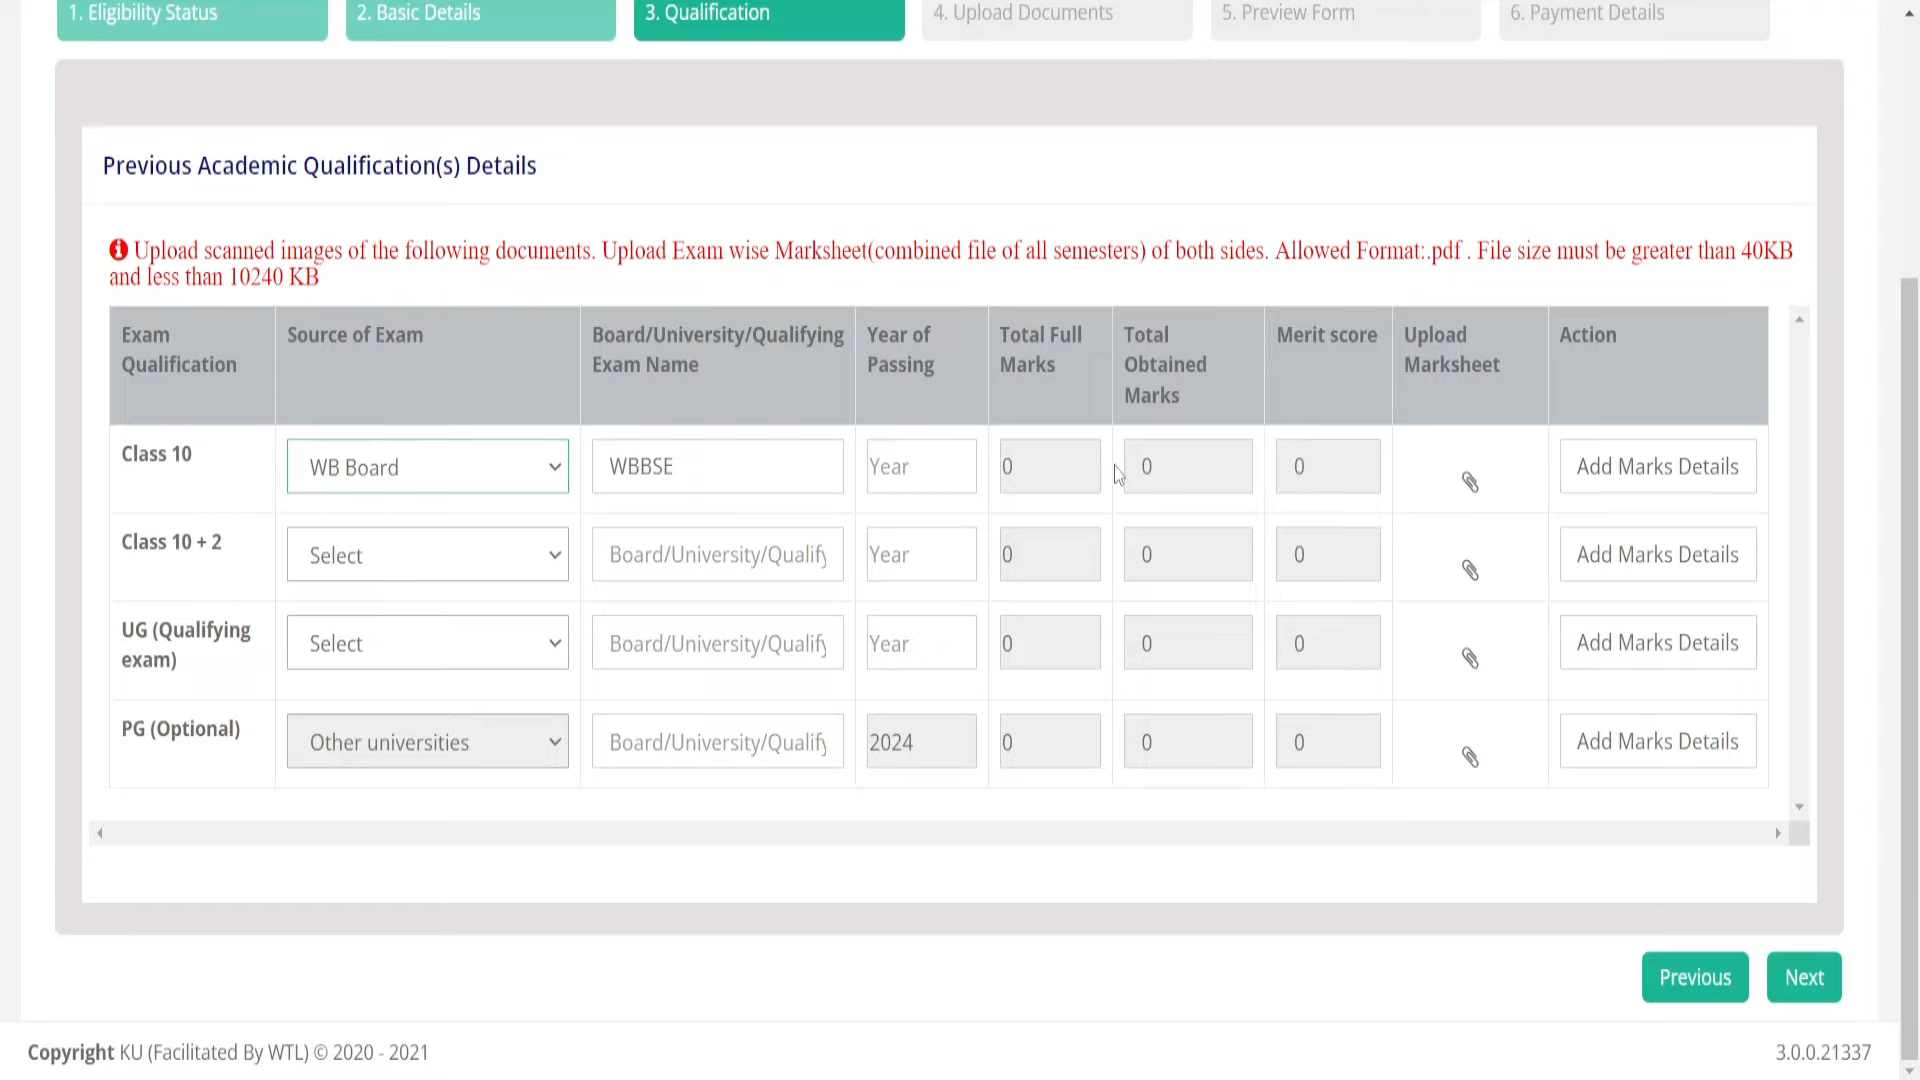 1. Eligibility Status
2. Basic Details
3. Qualification
4. Upload Documents
5. Preview Form
6. Payment Details
Previous Academic Qualification(s) Details
Upload scanned images of the following documents. Upload Exam wise Marksheet(combined file of all semesters) of both sides. Allowed Format:.pdf . File size must be greater than 40KB
and less than 10240 KB
Exam Qualification
Source of Exam
Board/University/Qualifying Exam Name
Year of Passing
Total Full Marks
Total Obtained Marks
Merit score
Upload Marksheet
Action
Class 10
WB Board
WBBSE
Year
0
0
0
Add Marks Details
Class 10 + 2
Select
Board/University/Qualify
Year
0
0
0
Add Marks Details
UG (Qualifying exam)
Select
Board/University/Qualify
Year
0
0
0
Add Marks Details
PG (Optional)
Other universities
Board/University/Qualify
2024
0
0
0
Add Marks Details
Previous
Next
Copyright KU (Facilitated By WTL) © 2020 - 2021
3.0.0.21337